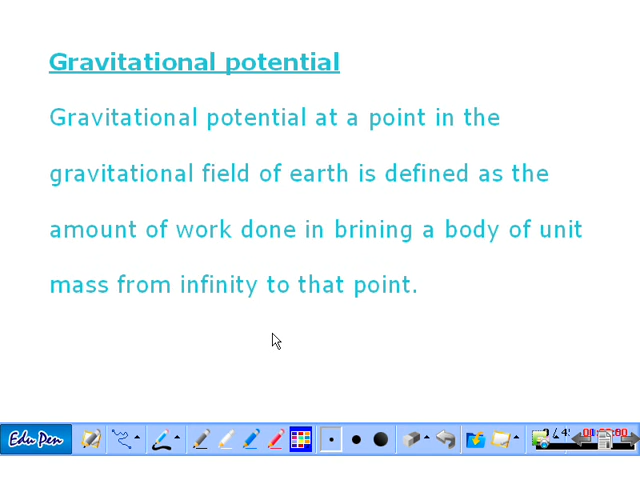 Gravitational potential
Gravitational potential at a point in the
gravitational field of earth is defined as the
amount of work done in brining a body of unit
mass from infinity to that point.
Edu Pen